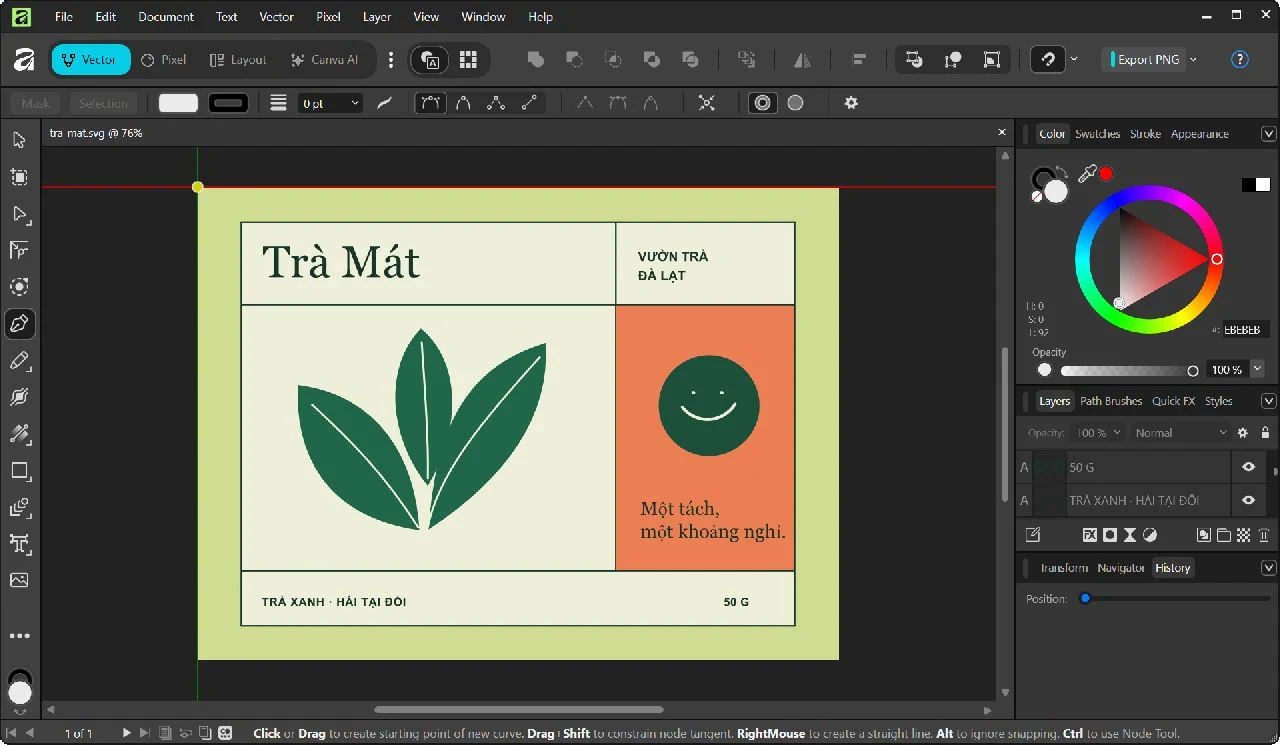 File Edit Document Text Vector Pixel Layer View Window Help
Vector Pixel Layout Canva AI Export PNG
Mask Selection 0 pt
tra_mat.svg @ 76%
Color Swatches Stroke Appearance
Trà Mát
VƯỜN TRÀ
ĐÀ LẠT
H: 0
S: 0
L: 92
#: EBEBEB
Opacity
100 %
Layers Path Brushes Quick FX Styles
Opacity: 100 % Normal
A 50 G
A TRÀ XANH · HÁI TẠI ĐỒI
Một tách,
một khoảng nghỉ.
Transform Navigator History
Position:
TRÀ XANH · HÁI TẠI ĐỒI
50 G
1 of 1
Click or Drag to create starting point of new curve. Drag+Shift to constrain node tangent. RightMouse to create a straight line. Alt to ignore snapping. Ctrl to use Node Tool.